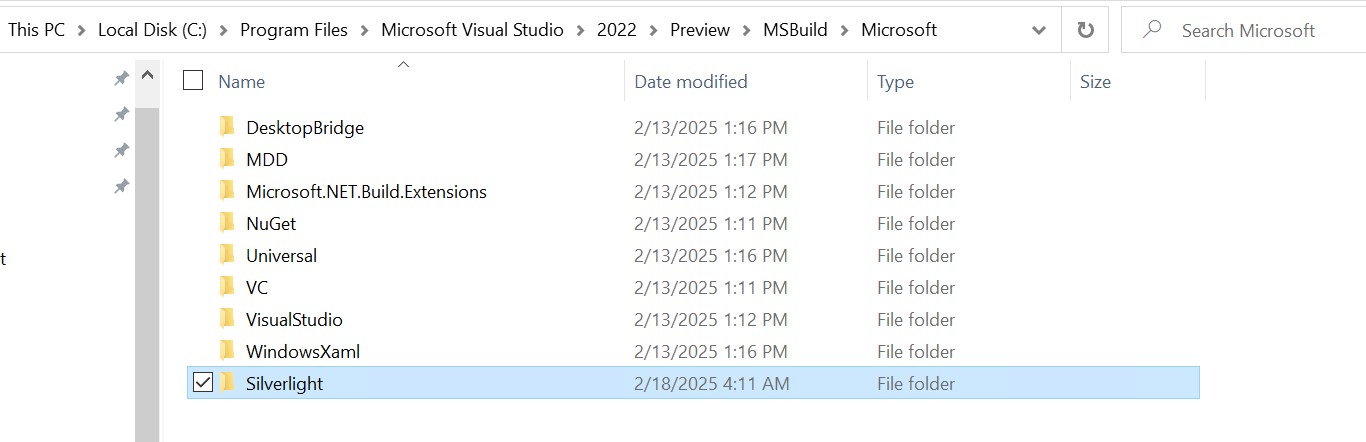 This PC > Local Disk (C:) > Program Files > Microsoft Visual Studio > 2022 > Preview > MSBuild > Microsoft Search Microsoft
Name Date modified Type Size
DesktopBridge 2/13/2025 1:16 PM File folder
MDD 2/13/2025 1:17 PM File folder
Microsoft.NET.Build.Extensions 2/13/2025 1:12 PM File folder
NuGet 2/13/2025 1:11 PM File folder
t Universal 2/13/2025 1:16 PM File folder
VC 2/13/2025 1:11 PM File folder
VisualStudio 2/13/2025 1:12 PM File folder
WindowsXaml 2/13/2025 1:16 PM File folder
Silverlight 2/18/2025 4:11 AM File folder